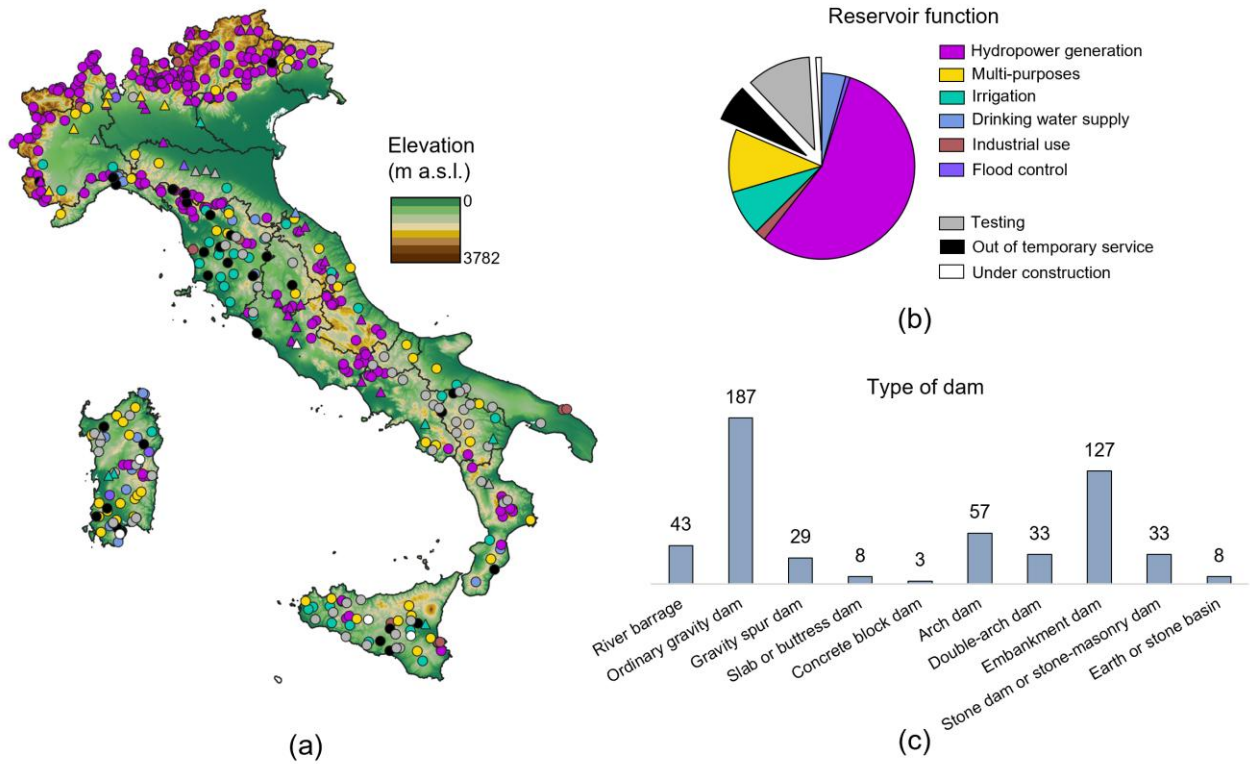 Elevation
(m a.s.l.)
0
3782
(a)
Reservoir function
Hydropower generation
Multi-purposes
Irrigation
Drinking water supply
Industrial use
Flood control
Testing
Out of temporary service
Under construction
(b)
Type of dam
43
187
29
8
3
57
33
127
33
8
River barrage
Ordinary gravity dam
Gravity spur dam
Slab or buttress dam
Concrete block dam
Arch dam
Double-arch dam
Embankment dam
Stone dam or stone-masonry dam
Earth or stone basin
(c)